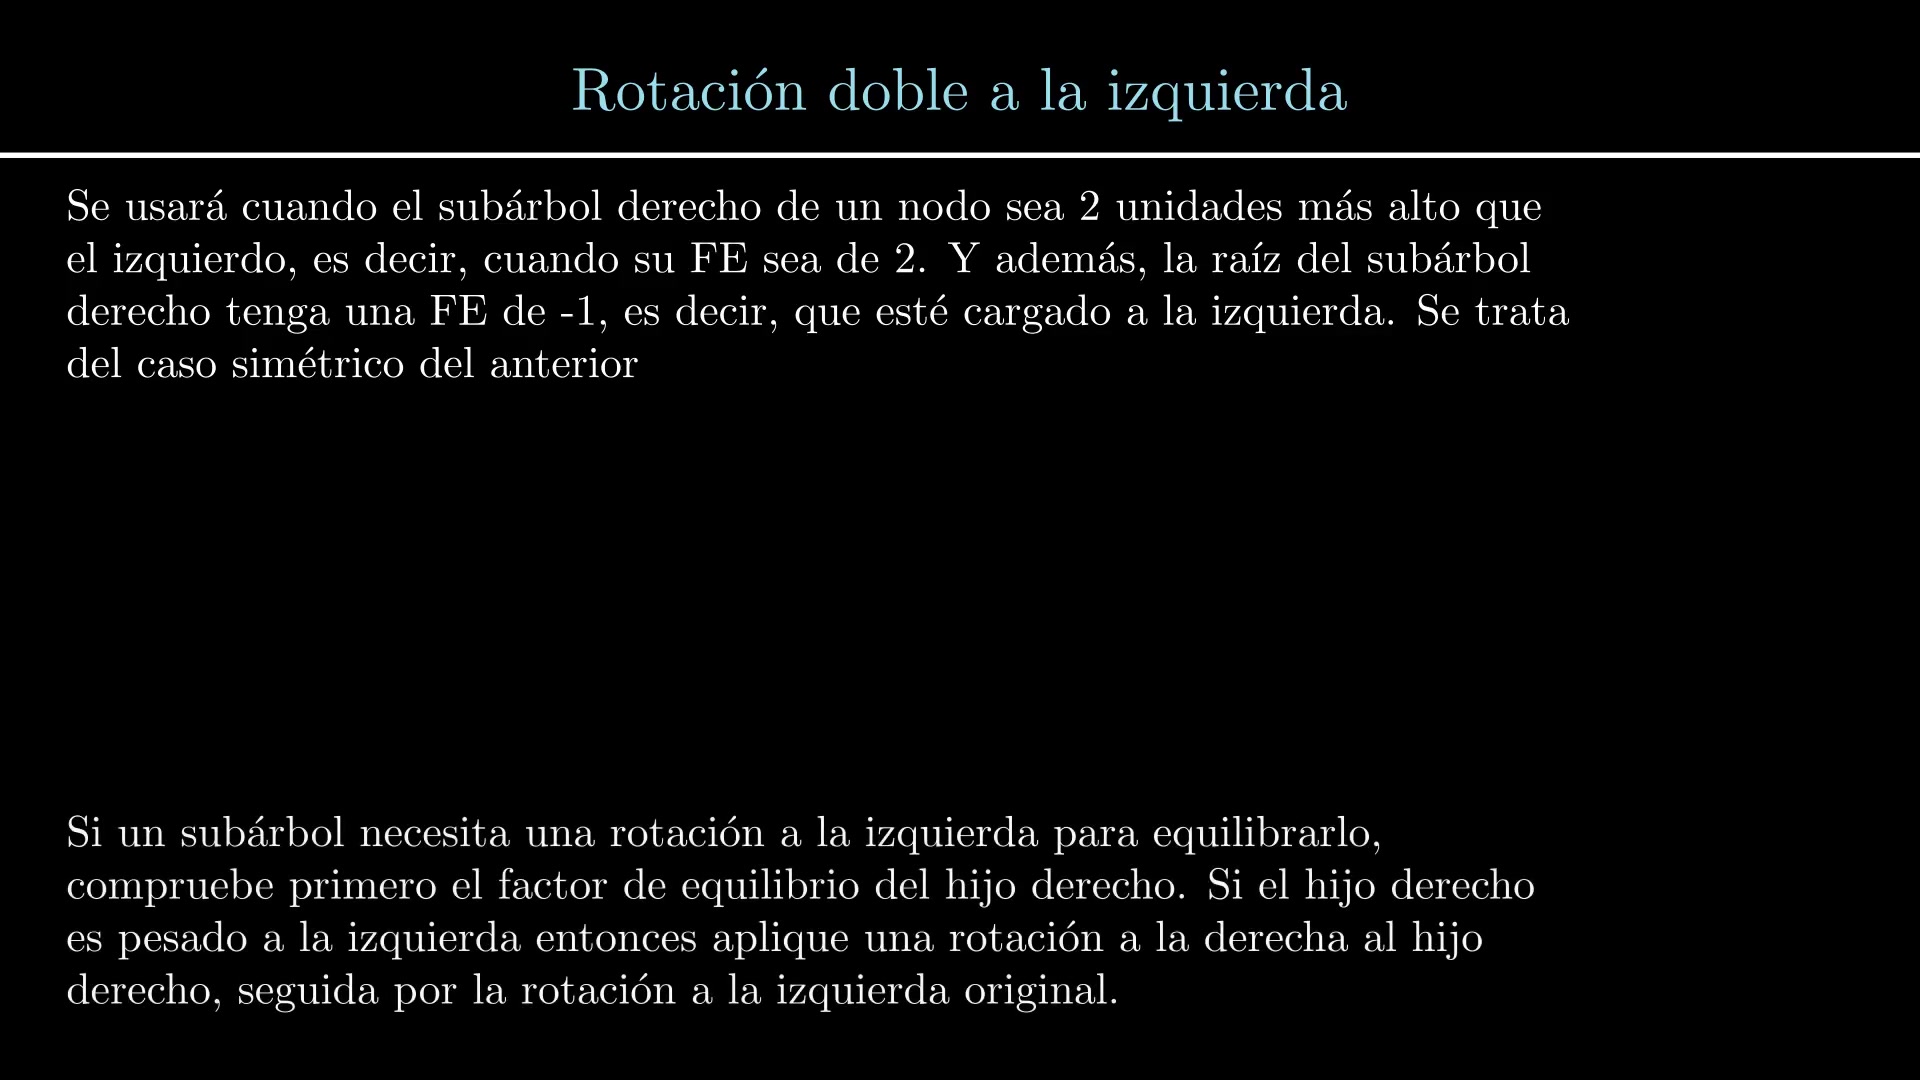 Rotación doble a la izquierda
Se usará cuando el subárbol derecho de un nodo sea 2 unidades más alto que
el izquierdo, es decir, cuando su FE sea de 2. Y además, la raíz del subárbol
derecho tenga una FE de -1, es decir, que esté cargado a la izquierda. Se trata
del caso simétrico del anterior
Si un subárbol necesita una rotación a la izquierda para equilibrarlo,
compruebe primero el factor de equilibrio del hijo derecho. Si el hijo derecho
es pesado a la izquierda entonces aplique una rotación a la derecha al hijo
derecho, seguida por la rotación a la izquierda original.